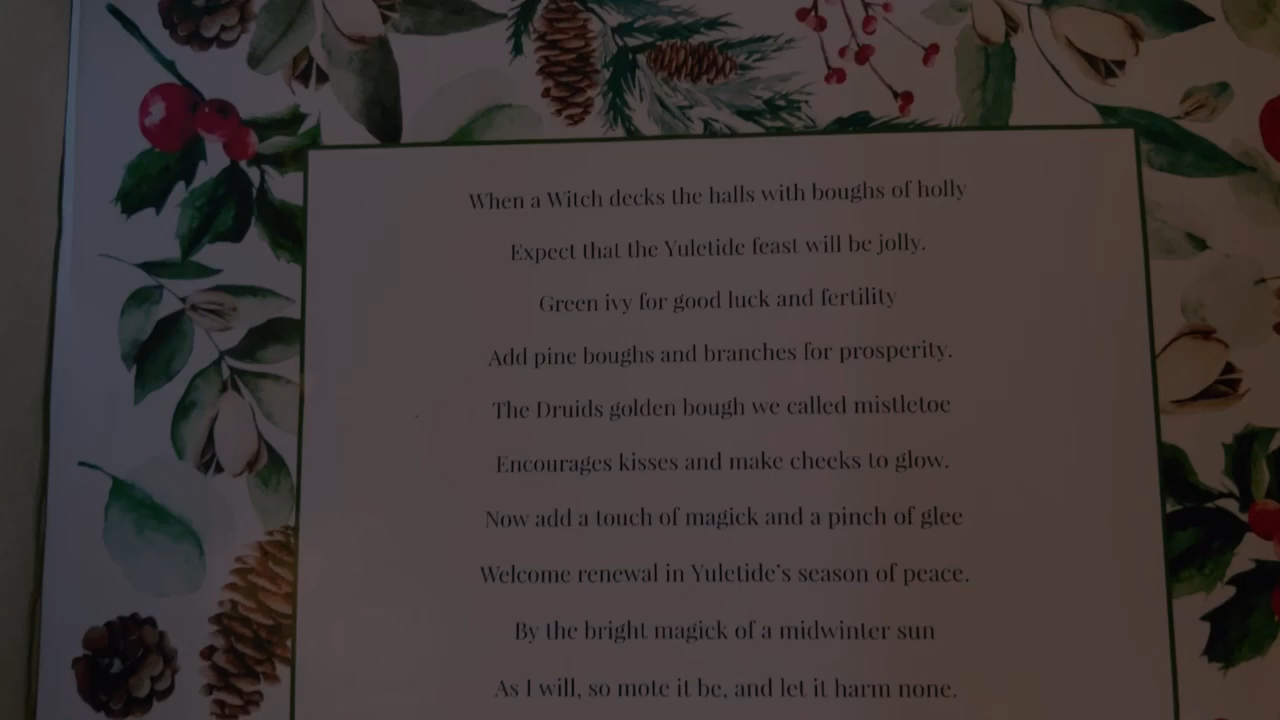 When a Witch decks the halls with boughs of holly
Expect that the Yuletide feast will be jolly.
Green ivy for good luck and fertility
Add pine boughs and branches for prosperity.
The Druids golden bough we called mistletoe
Encourages kisses and make cheeks to glow.
Now add a touch of magick and a pinch of glee
Welcome renewal in Yuletide's season of peace.
By the bright magick of a midwinter sun
As I will, so mote it be, and let it harm none.